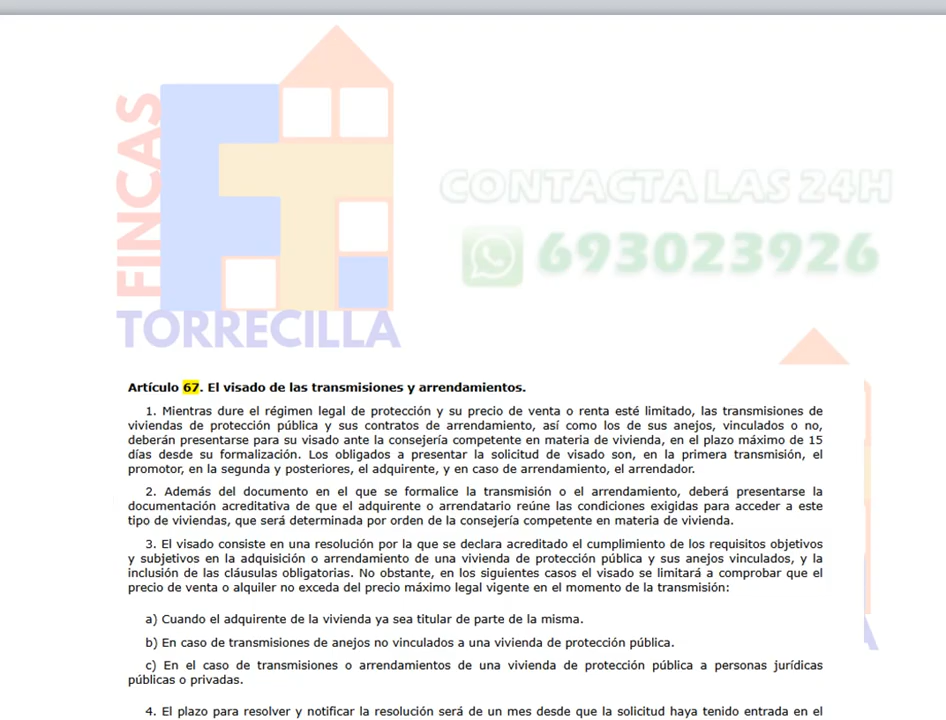 FINCAS
TORRECILLA
CONTACTA LAS 24H
693023926
Artículo 67. El visado de las transmisiones y arrendamientos.
1. Mientras dure el régimen legal de protección y su precio de venta o renta esté limitado, las transmisiones de
viviendas de protección pública y sus contratos de arrendamiento, así como los de sus anejos, vinculados o no,
deberán presentarse para su visado ante la consejería competente en materia de vivienda, en el plazo máximo de 15
días desde su formalización. Los obligados a presentar la solicitud de visado son, en la primera transmisión, el
promotor, en la segunda y posteriores, el adquirente, y en caso de arrendamiento, el arrendador.
2. Además del documento en el que se formalice la transmisión o el arrendamiento, deberá presentarse la
documentación acreditativa de que el adquirente o arrendatario reúne las condiciones exigidas para acceder a este
tipo de viviendas, que será determinada por orden de la consejería competente en materia de vivienda.
3. El visado consiste en una resolución por la que se declara acreditado el cumplimiento de los requisitos objetivos
y subjetivos en la adquisición o arrendamiento de una vivienda de protección pública y sus anejos vinculados, y la
inclusión de las cláusulas obligatorias. No obstante, en los siguientes casos el visado se limitará a comprobar que el
precio de venta o alquiler no exceda del precio máximo legal vigente en el momento de la transmisión:
a) Cuando el adquirente de la vivienda ya sea titular de parte de la misma.
b) En caso de transmisiones de anejos no vinculados a una vivienda de protección pública.
c) En el caso de transmisiones o arrendamientos de una vivienda de protección pública a personas jurídicas
públicas o privadas.
4. El plazo para resolver y notificar la resolución será de un mes desde que la solicitud haya tenido entrada en el